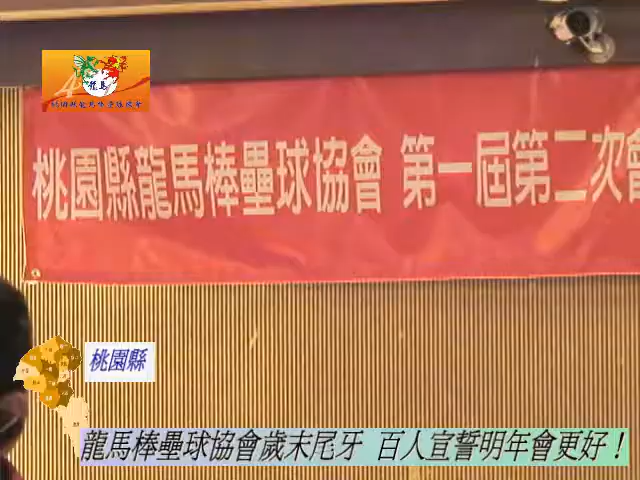 龍馬
桃園縣龍馬棒壘球協會 第一屆第二次會
桃園縣
龍馬棒壘球協會歲末尾牙 百人宣誓明年會更好！